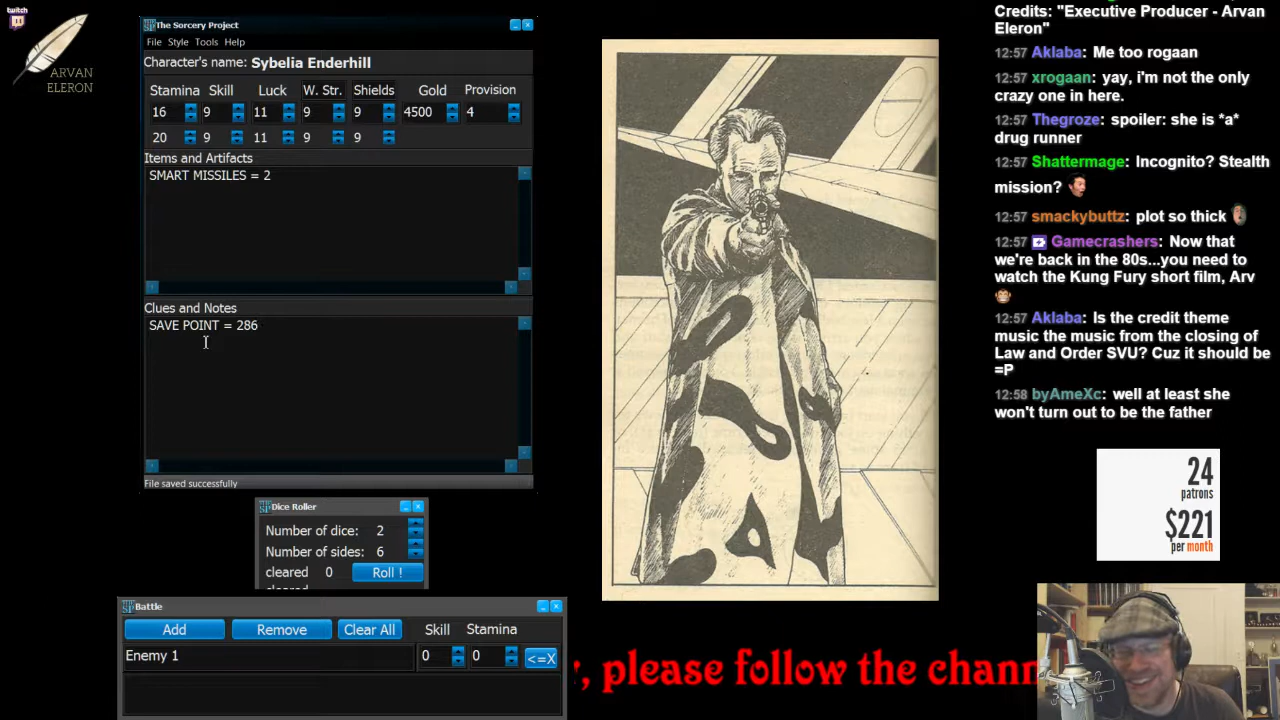 twitch
ARVAN
ELERON
The Sorcery Project
File Style Tools Help
Character's name: Sybelia Enderhill
Stamina Skill Luck W. Str. Shields Gold Provision
16 9 11 9 9 4500 4
20 9 11 9 9
Items and Artifacts
SMART MISSILES = 2
Clues and Notes
SAVE POINT = 286
File saved successfully
Dice Roller
Number of dice: 2
Number of sides: 6
cleared 0 Roll !
cleared
Battle
Add Remove Clear All Skill Stamina
Enemy 1 0 0 <=X
Credits: "Executive Producer - Arvan
Eleron"
12:57 Aklaba: Me too rogaan
12:57 xrogaan: yay, i'm not the only
crazy one in here.
12:57 Thegroze: spoiler: she is *a*
drug runner
12:57 Shattermage: Incognito? Stealth
mission?
12:57 smackybuttz: plot so thick
12:57 Gamecrashers: Now that
we're back in the 80s...you need to
watch the Kung Fury short film, Arv
12:57 Aklaba: Is the credit theme
music the music from the closing of
Law and Order SVU? Cuz it should be
=P
12:58 byAmeXc: well at least she
won't turn out to be the father
24
patrons
$221
per month
, please follow the chann